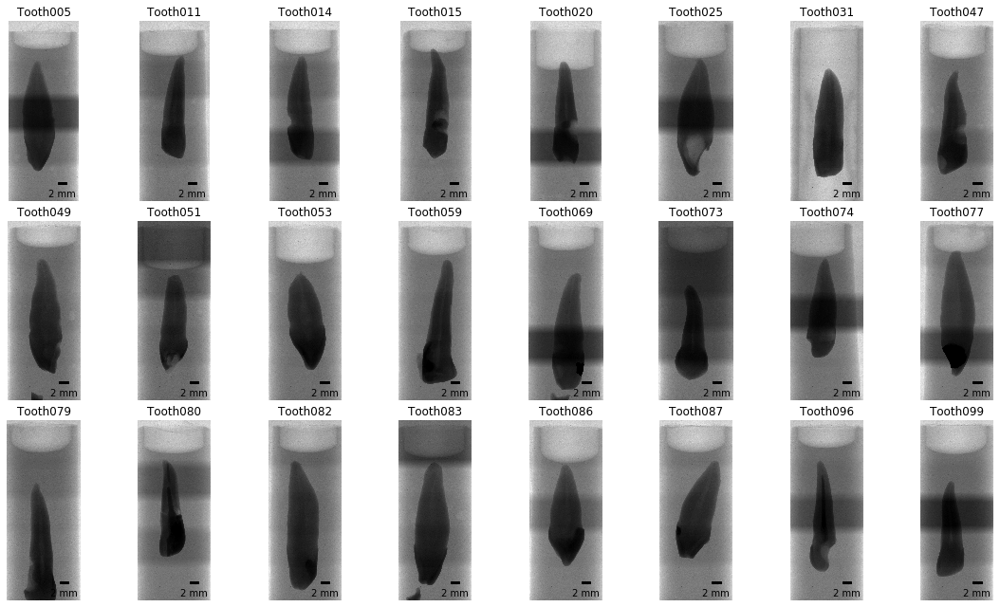 Tooth005 Tooth011 Tooth014 Tooth015 Tooth020 Tooth025 Tooth031 Tooth047
2 mm 2 mm 2 mm 2 mm 2 mm 2 mm 2 mm 2 mm
Tooth049 Tooth051 Tooth053 Tooth059 Tooth069 Tooth073 Tooth074 Tooth077
2 mm 2 mm 2 mm 2 mm 2 mm 2 mm 2 mm 2 mm
Tooth079 Tooth080 Tooth082 Tooth083 Tooth086 Tooth087 Tooth096 Tooth099
2 mm 2 mm 2 mm 2 mm 2 mm 2 mm 2 mm 2 mm